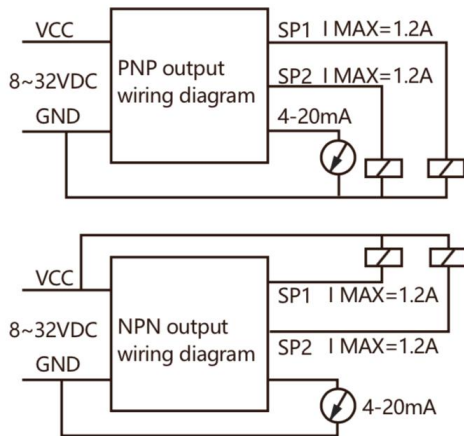 VCC
SP1 I MAX=1.2A
PNP output
SP2 I MAX=1.2A
8~32VDC
wiring diagram
GND
4-20mA
VCC
SP1 I MAX=1.2A
NPN output
8~32VDC
wiring diagram
SP2 I MAX=1.2A
GND
4-20mA